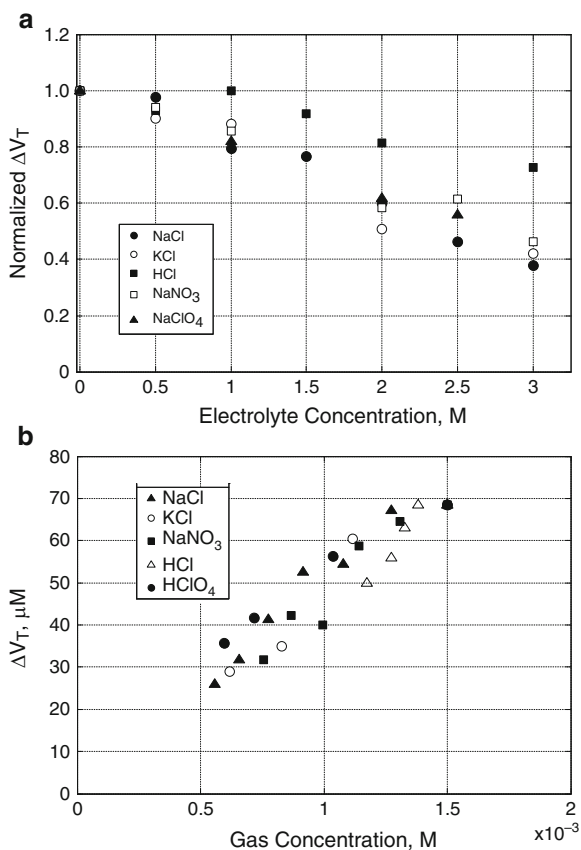 a
Normalized ΔV_T
1.2
1.0
0.8
0.6
0.4
0.2
0
NaCl
KCl
HCl
NaNO₃
NaClO₄
0 0.5 1 1.5 2 2.5 3
Electrolyte Concentration, M
b
ΔV_T, μM
80
70
60
50
40
30
20
10
0
NaCl
KCl
NaNO₃
HCl
HClO₄
0 0.5 1 1.5 2
×10⁻³
Gas Concentration, M